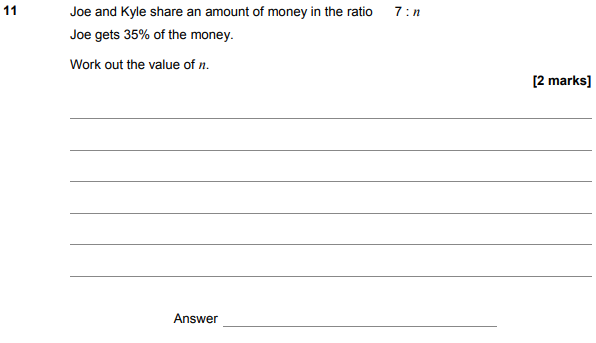 11 Joe and Kyle share an amount of money in the ratio 7 : n
Joe gets 35% of the money.
Work out the value of n.
[2 marks]
Answer